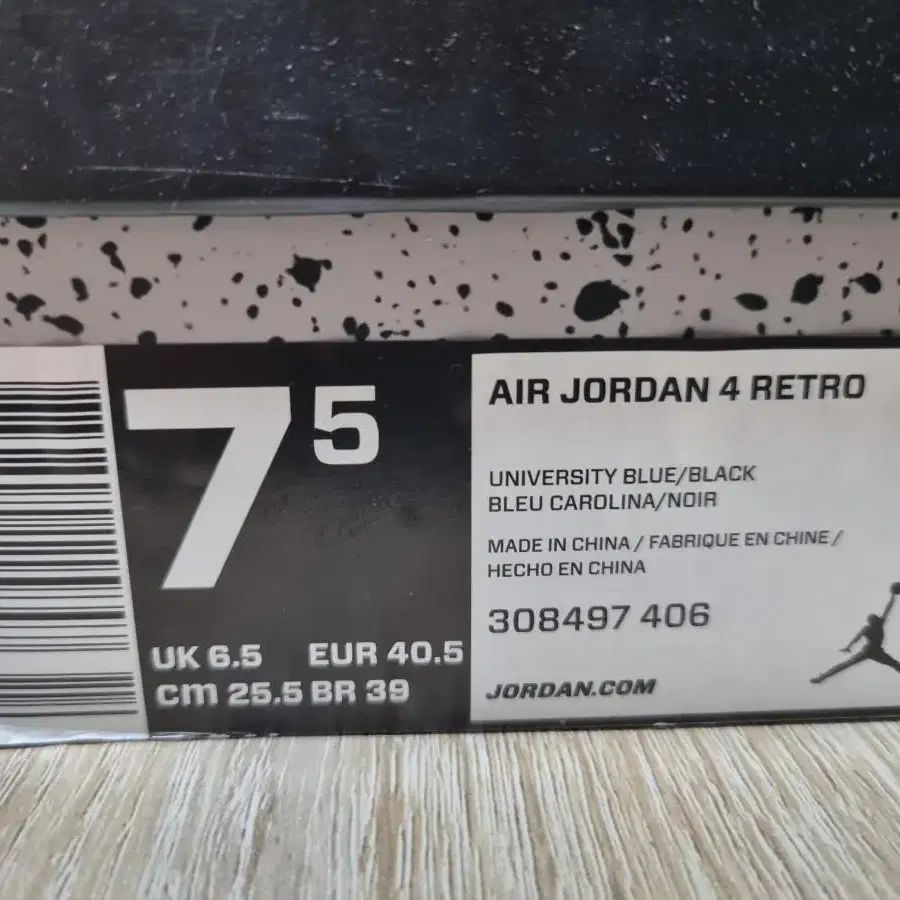 7 5
UK 6.5 EUR 40.5
cm 25.5 BR 39
AIR JORDAN 4 RETRO
UNIVERSITY BLUE/BLACK
BLEU CAROLINA/NOIR
MADE IN CHINA / FABRIQUE EN CHINE /
HECHO EN CHINA
308497 406
JORDAN.COM